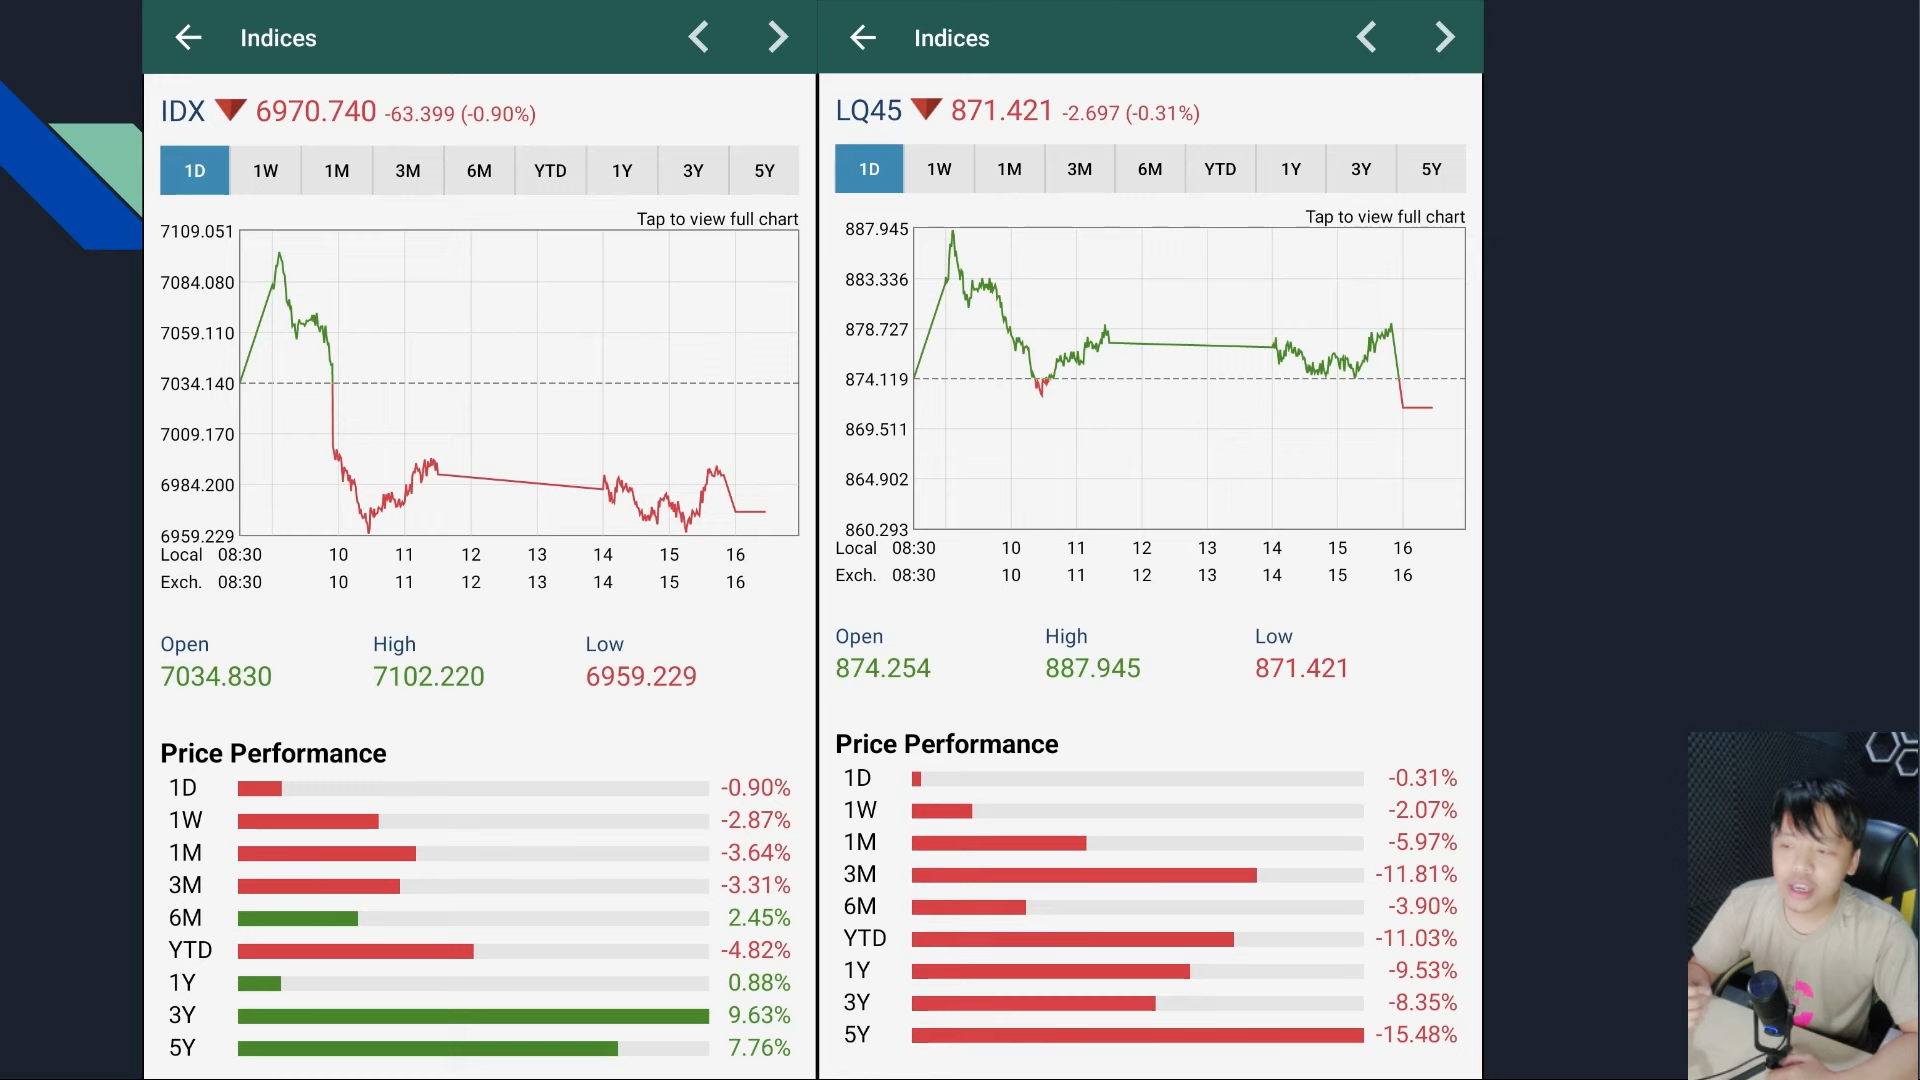 Indices
IDX 6970.740 -63.399 (-0.90%)
1D 1W 1M 3M 6M YTD 1Y 3Y 5Y
Tap to view full chart
7109.051
7084.080
7059.110
7034.140
7009.170
6984.200
6959.229
Local 08:30 10 11 12 13 14 15 16
Exch. 08:30 10 11 12 13 14 15 16
Open High Low
7034.830 7102.220 6959.229
Price Performance
1D -0.90%
1W -2.87%
1M -3.64%
3M -3.31%
6M 2.45%
YTD -4.82%
1Y 0.88%
3Y 9.63%
5Y 7.76%
Indices
LQ45 871.421 -2.697 (-0.31%)
1D 1W 1M 3M 6M YTD 1Y 3Y 5Y
Tap to view full chart
887.945
883.336
878.727
874.119
869.511
864.902
860.293
Local 08:30 10 11 12 13 14 15 16
Exch. 08:30 10 11 12 13 14 15 16
Open High Low
874.254 887.945 871.421
Price Performance
1D -0.31%
1W -2.07%
1M -5.97%
3M -11.81%
6M -3.90%
YTD -11.03%
1Y -9.53%
3Y -8.35%
5Y -15.48%